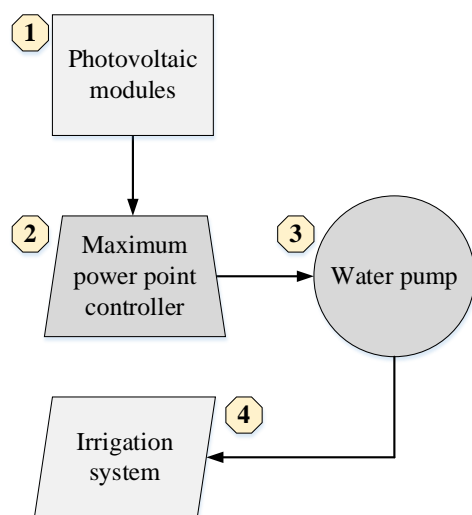 1
Photovoltaic
modules
2
Maximum
power point
controller
3
Water pump
4
Irrigation
system